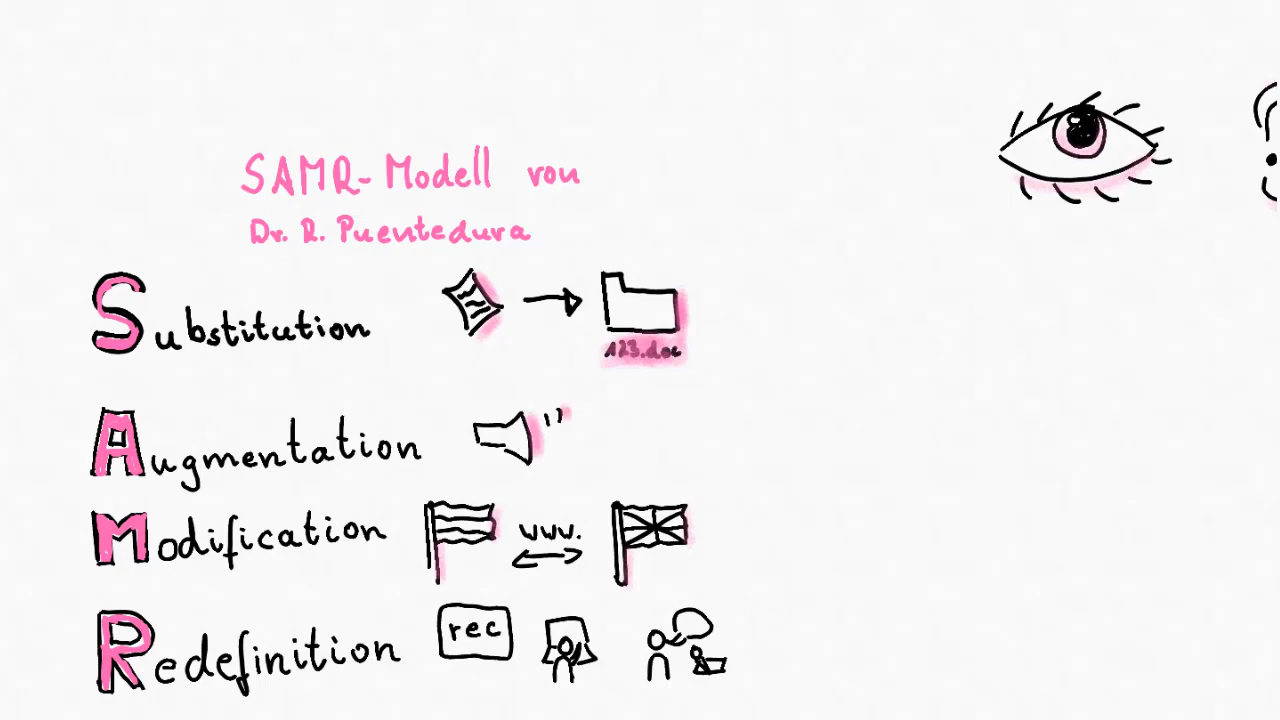 SAMR-Modell von
Dr. R. Puentedura
Substitution
123.doc
Augmentation
Modification
www.
Redefinition
rec